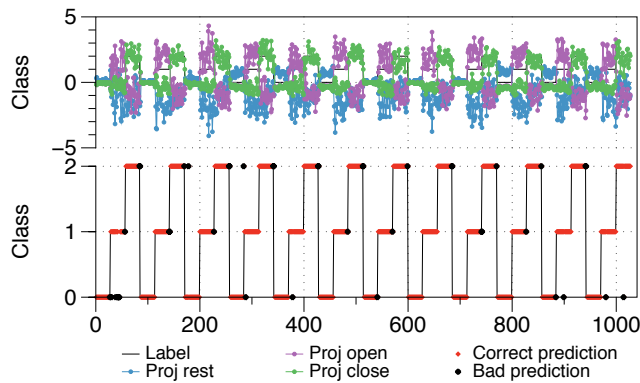 5
0
−5
Class
2
1
0
Class
0 200 400 600 800 1000
Label Proj open Correct prediction
Proj rest Proj close Bad prediction